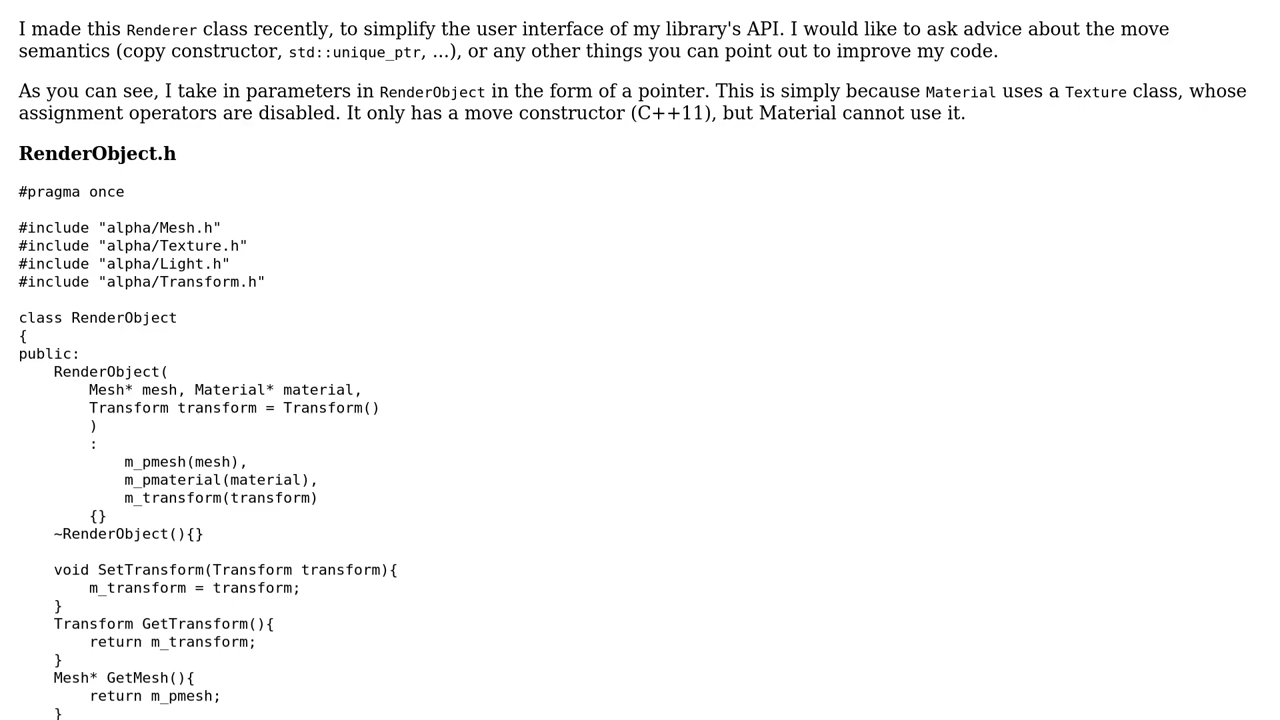 I made this Renderer class recently, to simplify the user interface of my library's API. I would like to ask advice about the move
semantics (copy constructor, std::unique_ptr, ...), or any other things you can point out to improve my code.
As you can see, I take in parameters in RenderObject in the form of a pointer. This is simply because Material uses a Texture class, whose
assignment operators are disabled. It only has a move constructor (C++11), but Material cannot use it.
RenderObject.h
#pragma once
#include "alpha/Mesh.h"
#include "alpha/Texture.h"
#include "alpha/Light.h"
#include "alpha/Transform.h"
class RenderObject
{
public:
    RenderObject(
        Mesh* mesh, Material* material,
        Transform transform = Transform()
        )
        :
            m_pmesh(mesh),
            m_pmaterial(material),
            m_transform(transform)
        {}
    ~RenderObject(){}
    void SetTransform(Transform transform){
        m_transform = transform;
    }
    Transform GetTransform(){
        return m_transform;
    }
    Mesh* GetMesh(){
        return m_pmesh;
    }